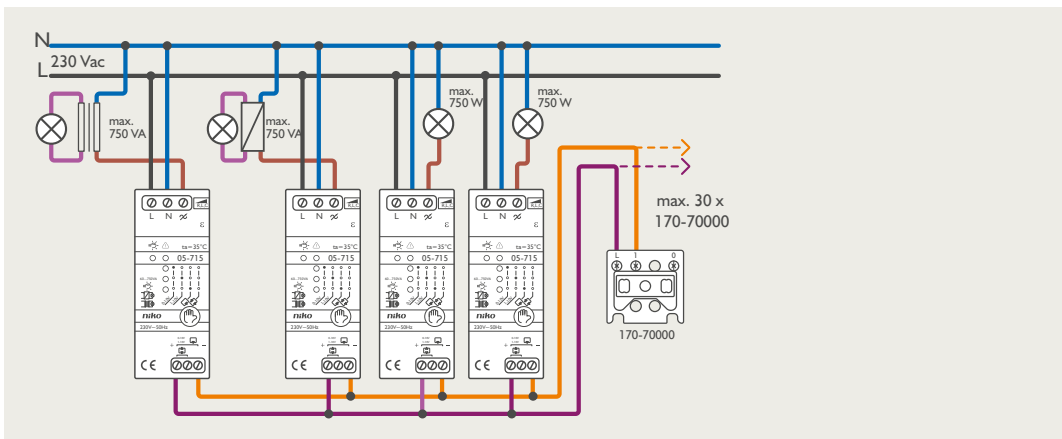 N
L 230 Vac
max.
750 VA
max.
750 VA
max.
750 W
max.
750 W
max. 30 x
170-70000
L N
R,L,C
ta=35°C
05-715
niko
230V~50Hz
+ −
CE
L N
R,L,C
ta=35°C
05-715
niko
230V~50Hz
+ −
CE
L N
R,L,C
ta=35°C
05-715
niko
230V~50Hz
+ −
CE
L N
R,L,C
ta=35°C
05-715
niko
230V~50Hz
+ −
CE
L 1 0
170-70000